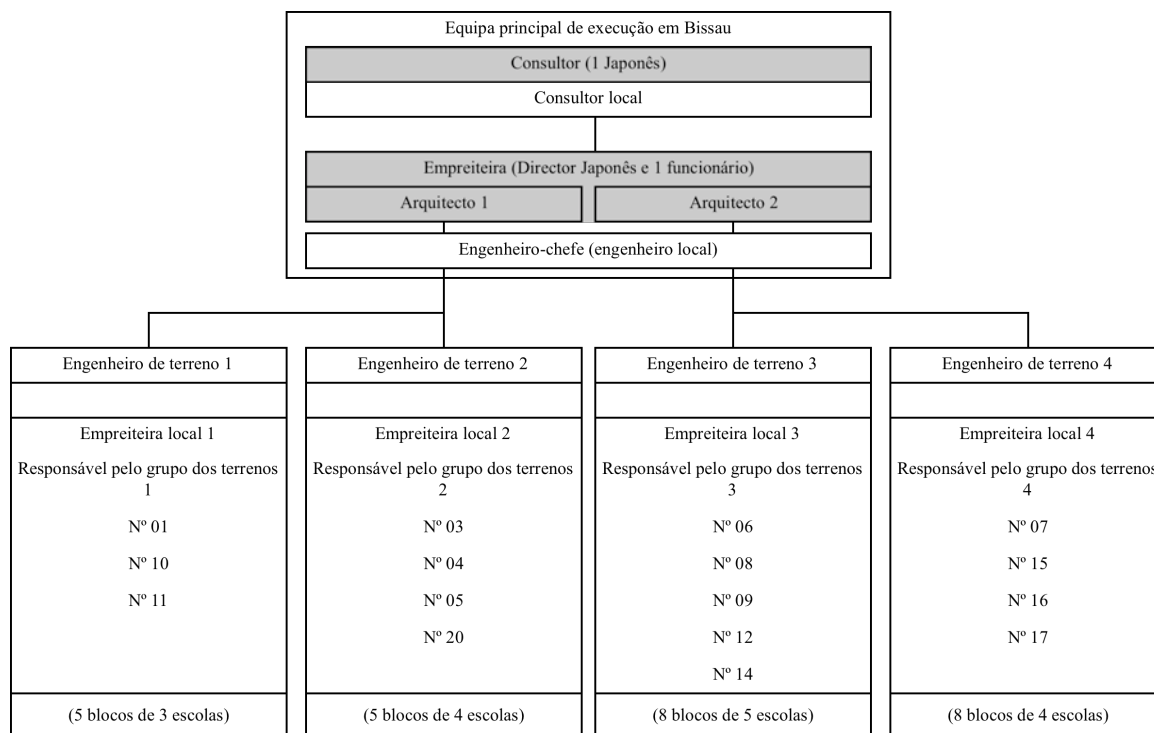 Equipa principal de execução em Bissau
Consultor (1 Japonês)
Consultor local
Empreiteira (Director Japonês e 1 funcionário)
Arquitecto 1
Arquitecto 2
Engenheiro-chefe (engenheiro local)
Engenheiro de terreno 1
Empreiteira local 1
Responsável pelo grupo dos terrenos
1
Nº 01
Nº 10
Nº 11
(5 blocos de 3 escolas)
Engenheiro de terreno 2
Empreiteira local 2
Responsável pelo grupo dos terrenos
2
Nº 03
Nº 04
Nº 05
Nº 20
(5 blocos de 4 escolas)
Engenheiro de terreno 3
Empreiteira local 3
Responsável pelo grupo dos terrenos
3
Nº 06
Nº 08
Nº 09
Nº 12
Nº 14
(8 blocos de 5 escolas)
Engenheiro de terreno 4
Empreiteira local 4
Responsável pelo grupo dos terrenos
4
Nº 07
Nº 15
Nº 16
Nº 17
(8 blocos de 4 escolas)